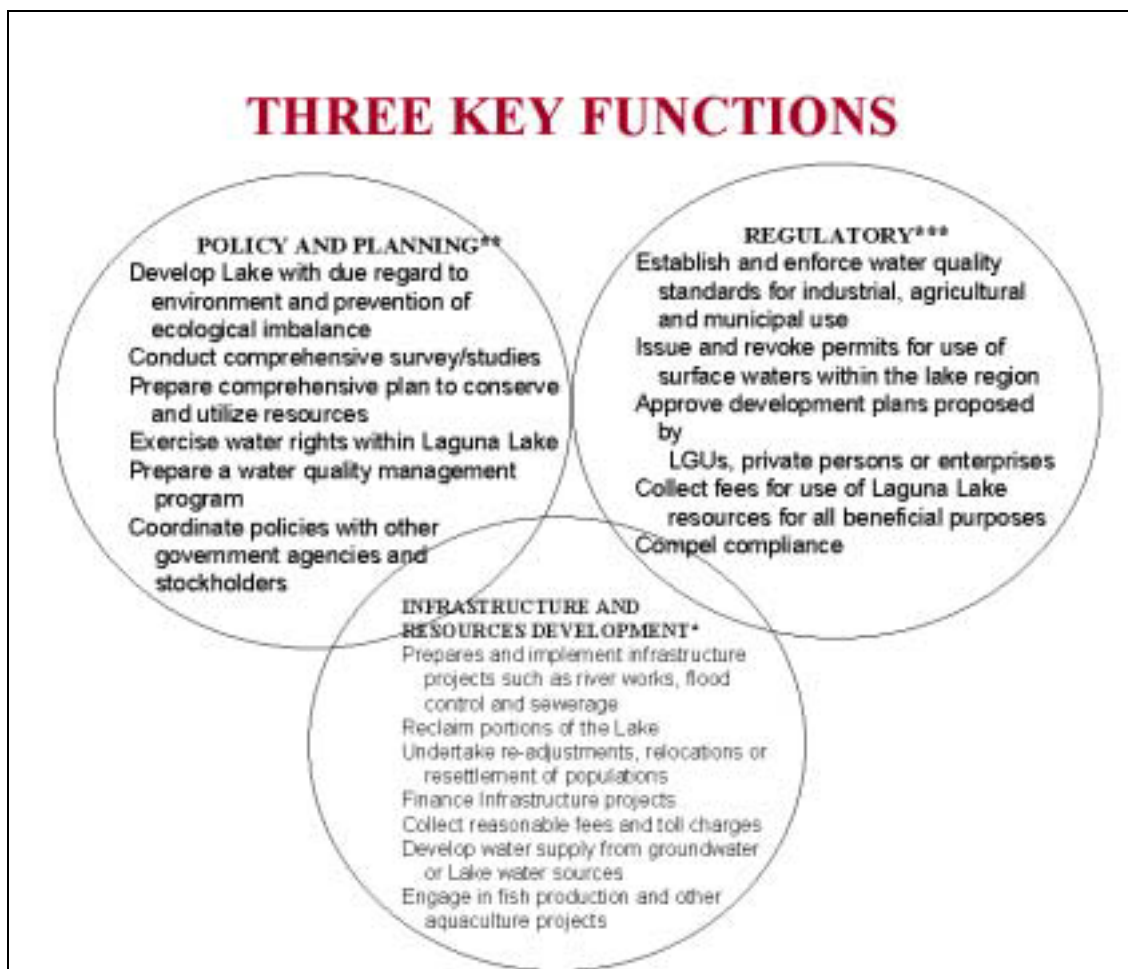 THREE KEY FUNCTIONS
POLICY AND PLANNING**
Develop Lake with due regard to
environment and prevention of
ecological imbalance
Conduct comprehensive survey/studies
Prepare comprehensive plan to conserve
and utilize resources
Exercise water rights within Laguna Lake
Prepare a water quality management
program
Coordinate policies with other
government agencies and
stockholders
REGULATORY***
Establish and enforce water quality
standards for industrial, agricultural
and municipal use
Issue and revoke permits for use of
surface waters within the lake region
Approve development plans proposed
by
LGUs, private persons or enterprises
Collect fees for use of Laguna Lake
resources for all beneficial purposes
Compel compliance
INFRASTRUCTURE AND
RESOURCES DEVELOPMENT*
Prepares and implement infrastructure
projects such as river works, flood
control and sewerage
Reclaim portions of the Lake
Undertake re-adjustments, relocations or
resettlement of populations
Finance Infrastructure projects
Collect reasonable fees and toll charges
Develop water supply from groundwater
or Lake water sources
Engage in fish production and other
aquaculture projects